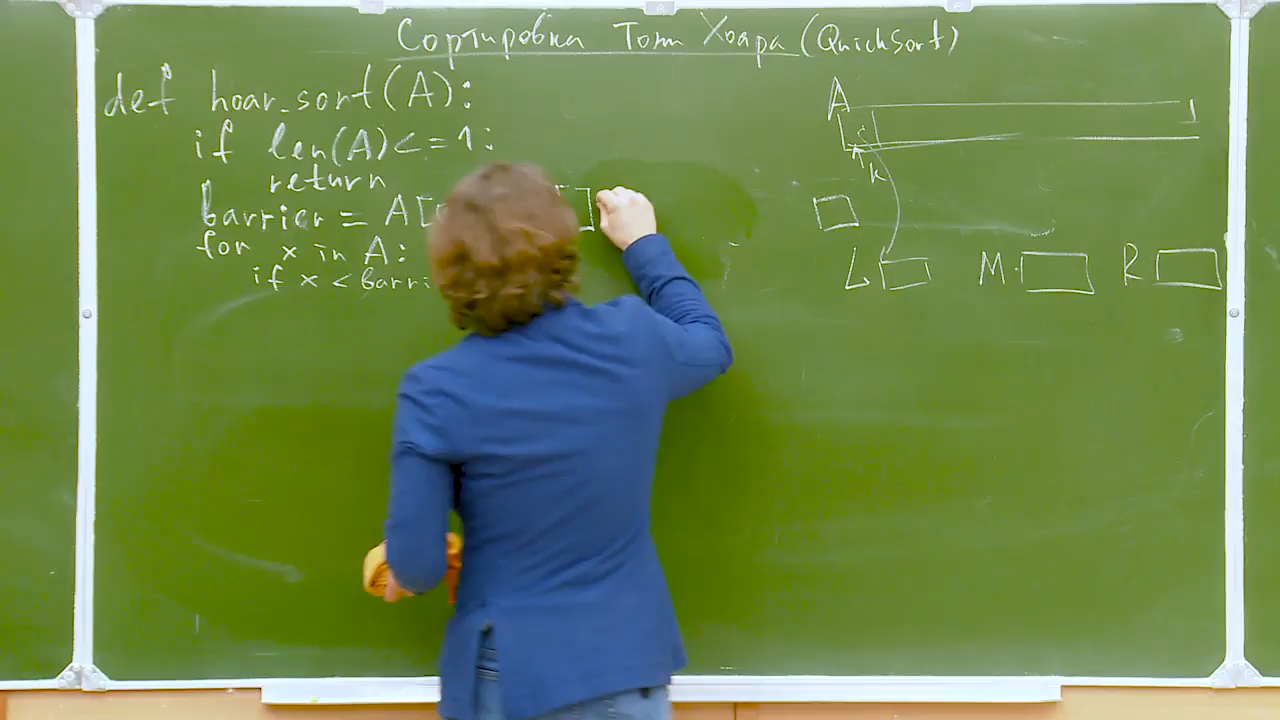 Сортировка Тони Хоара (QuickSort)
def hoar_sort(A):
if len(A)<=1:
return
barrier = A[
for x in A:
if x < barri
]
A
k
L M R